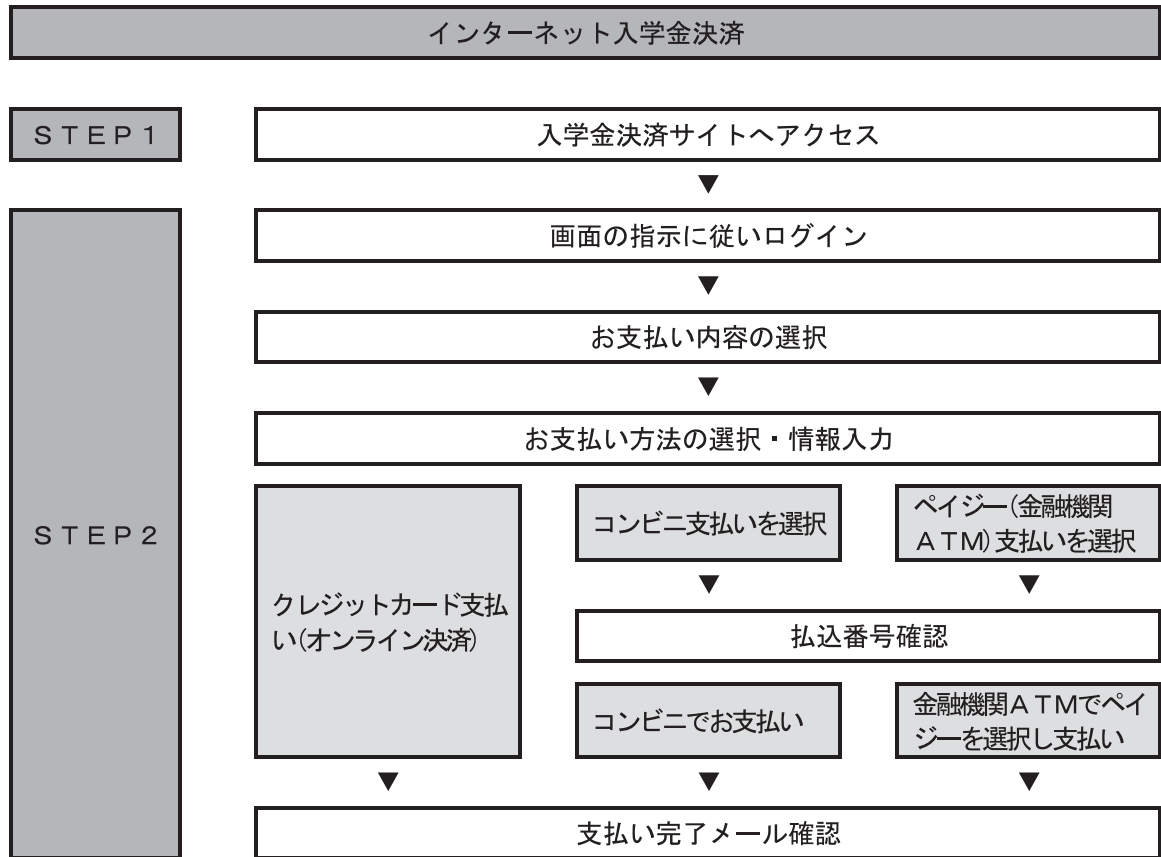 インターネット入学金決済
ＳＴＥＰ１
入学金決済サイトへアクセス
▼
ＳＴＥＰ２
画面の指示に従いログイン
▼
お支払い内容の選択
▼
お支払い方法の選択・情報入力
クレジットカード支払
い(オンライン決済)
コンビニ支払いを選択
ペイジー(金融機関
ＡＴＭ)支払いを選択
▼ ▼
払込番号確認
コンビニでお支払い
金融機関ＡＴＭでペイ
ジーを選択し支払い
▼ ▼ ▼
支払い完了メール確認